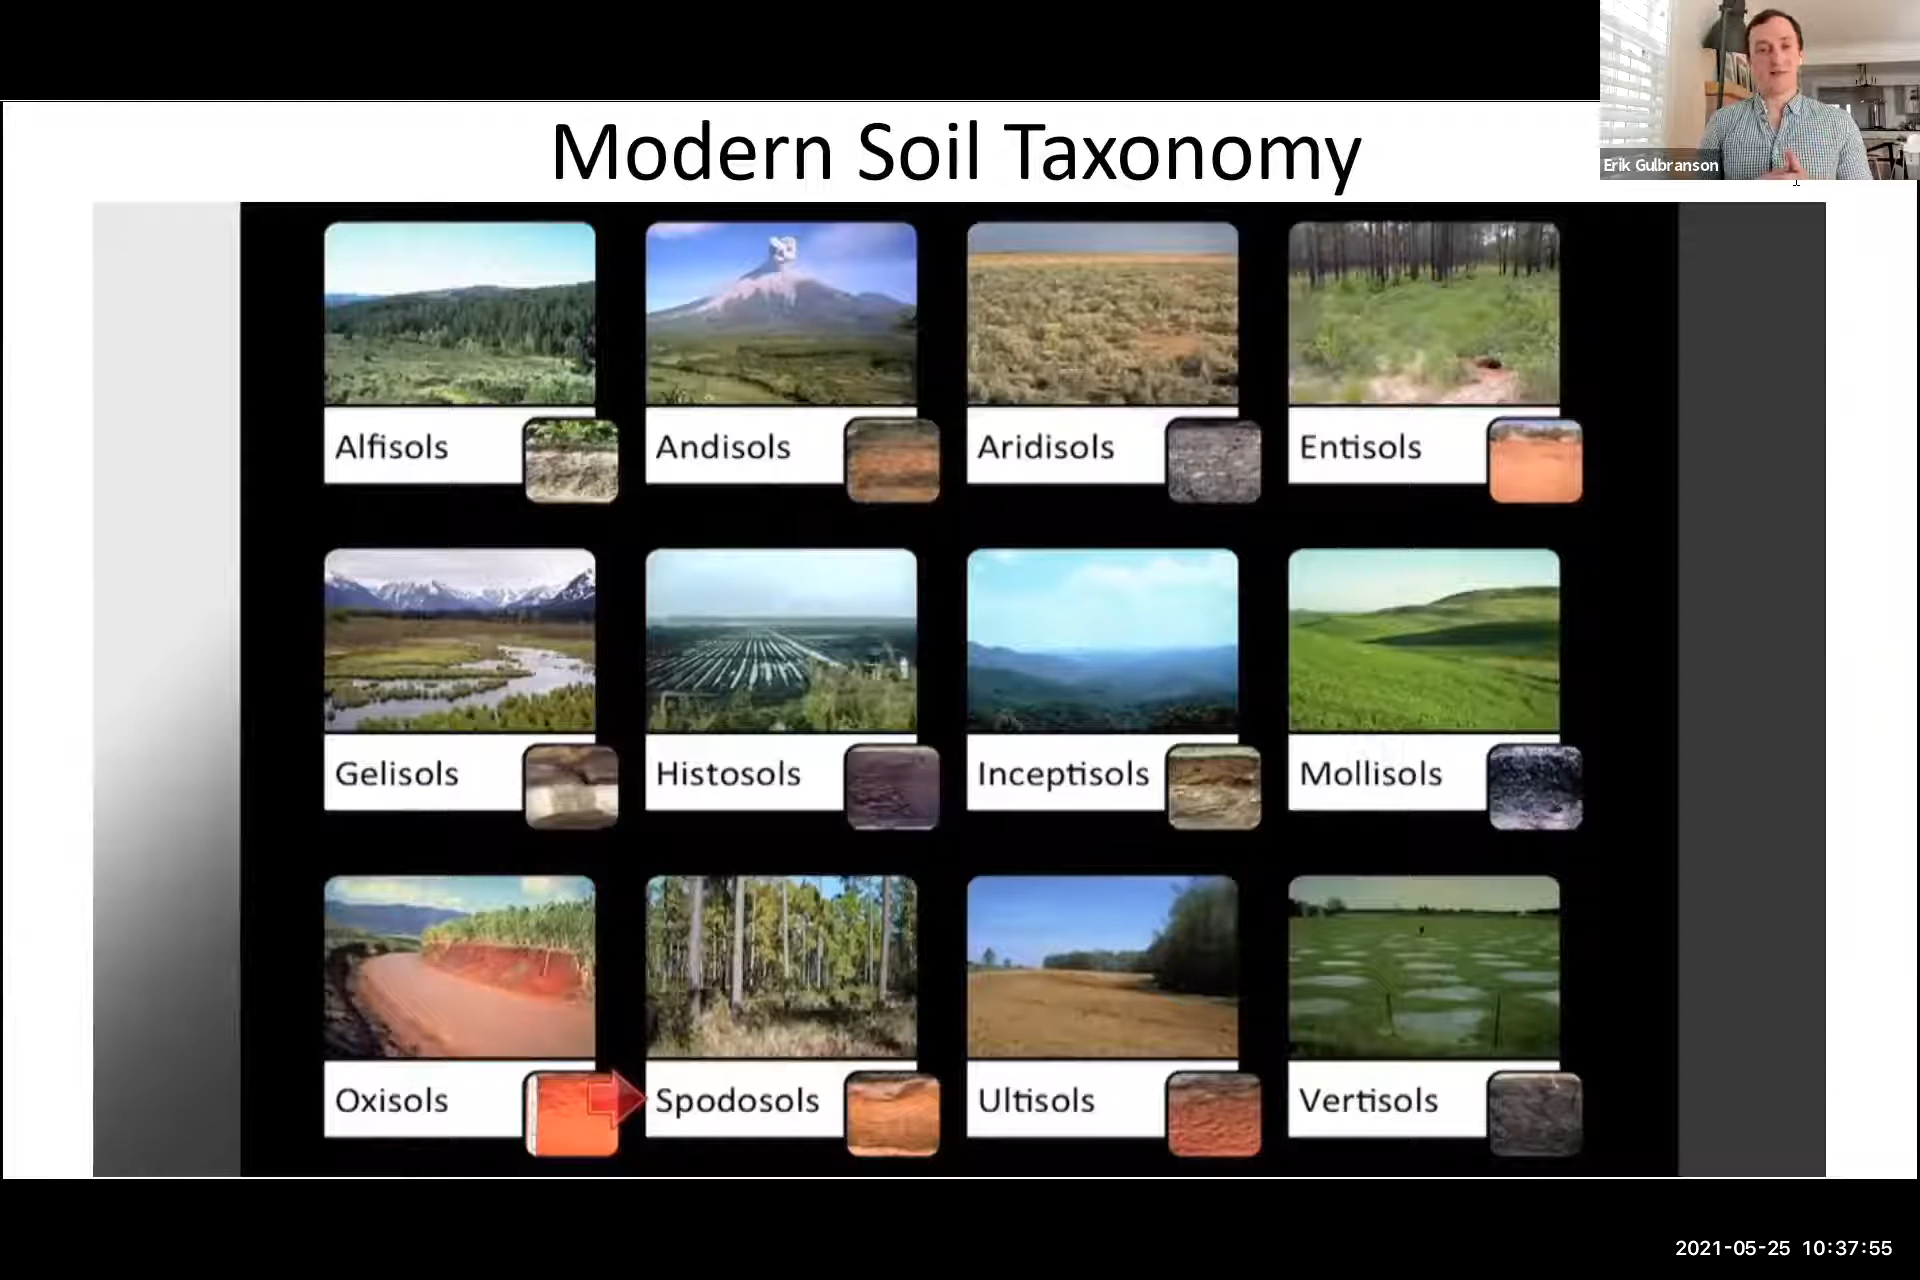 Modern Soil Taxonomy
Erik Gulbranson
Alfisols
Andisols
Aridisols
Entisols
Gelisols
Histosols
Inceptisols
Mollisols
Oxisols
Spodosols
Ultisols
Vertisols
2021-05-25 10:37:55